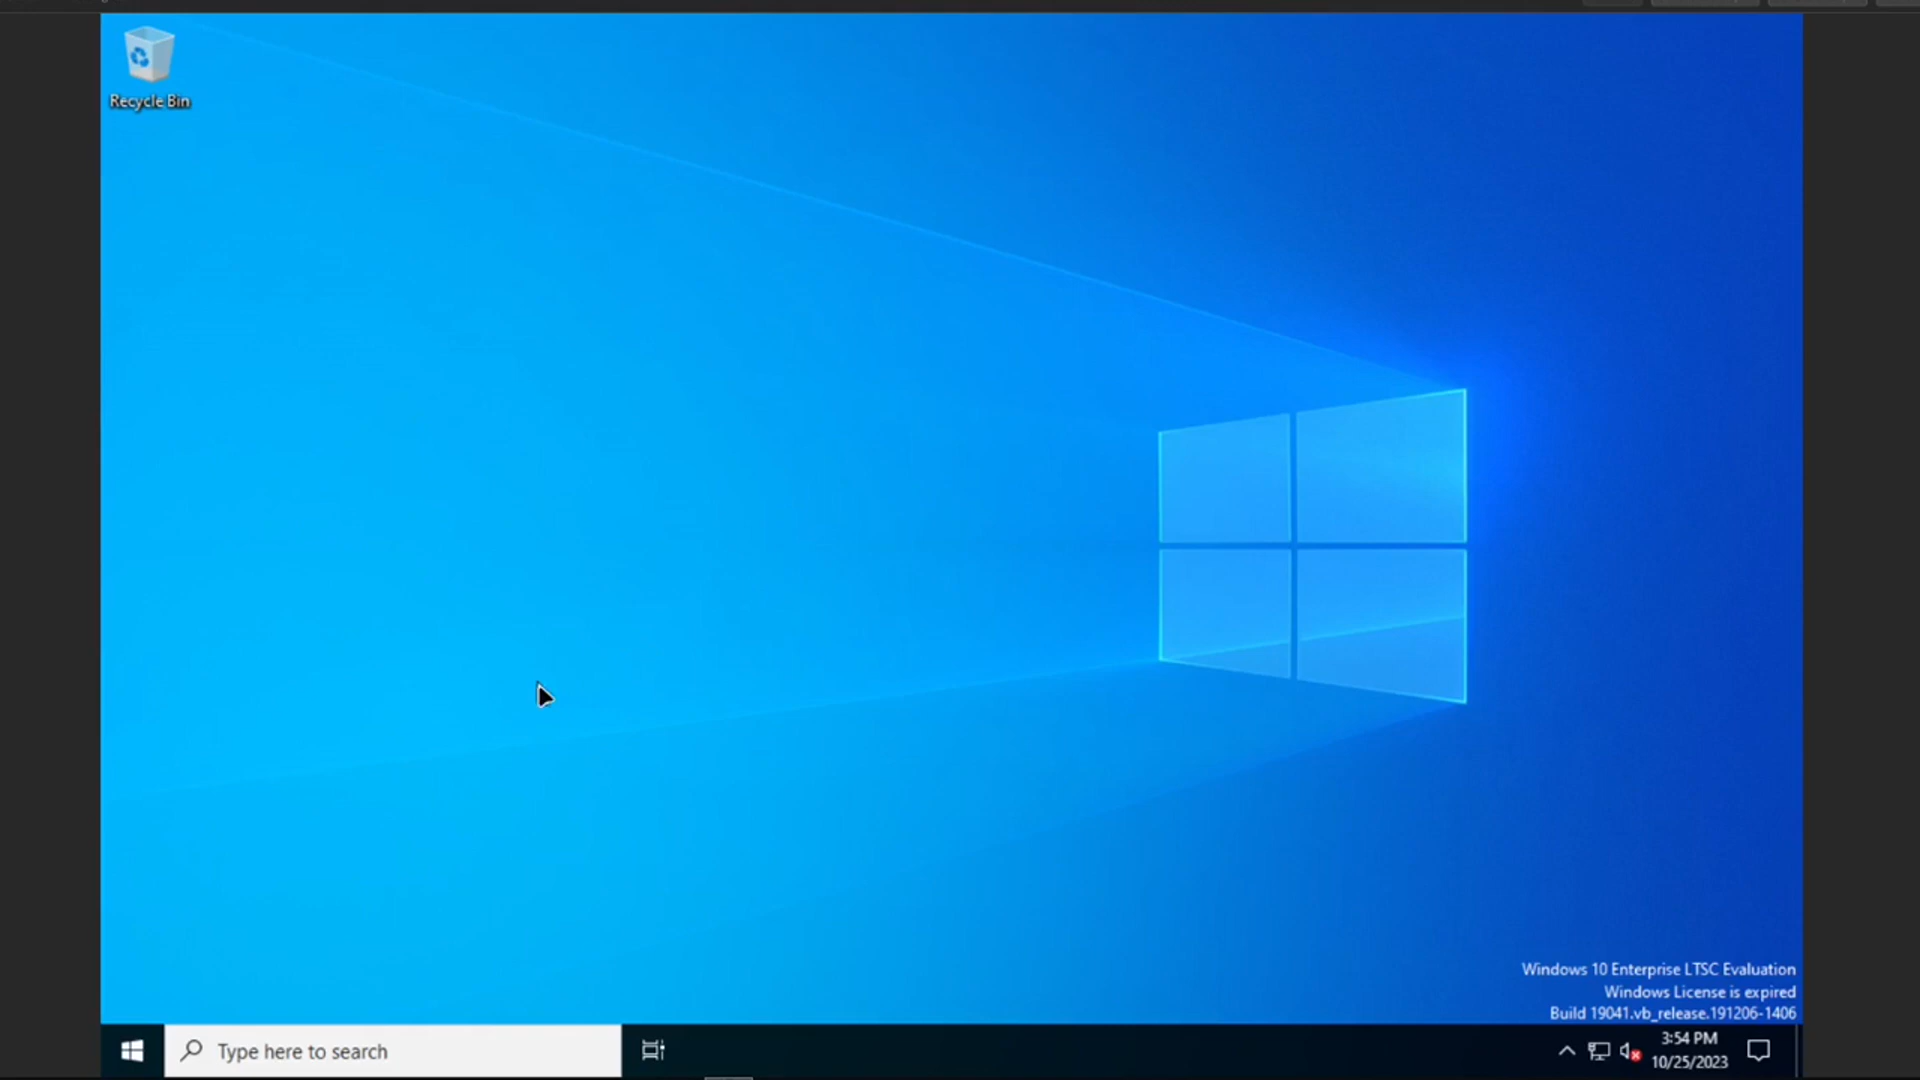 Recycle Bin
Windows 10 Enterprise LTSC Evaluation
Windows License is expired
Build 19041.vb_release.191206-1406
Type here to search
3:54 PM
10/25/2023